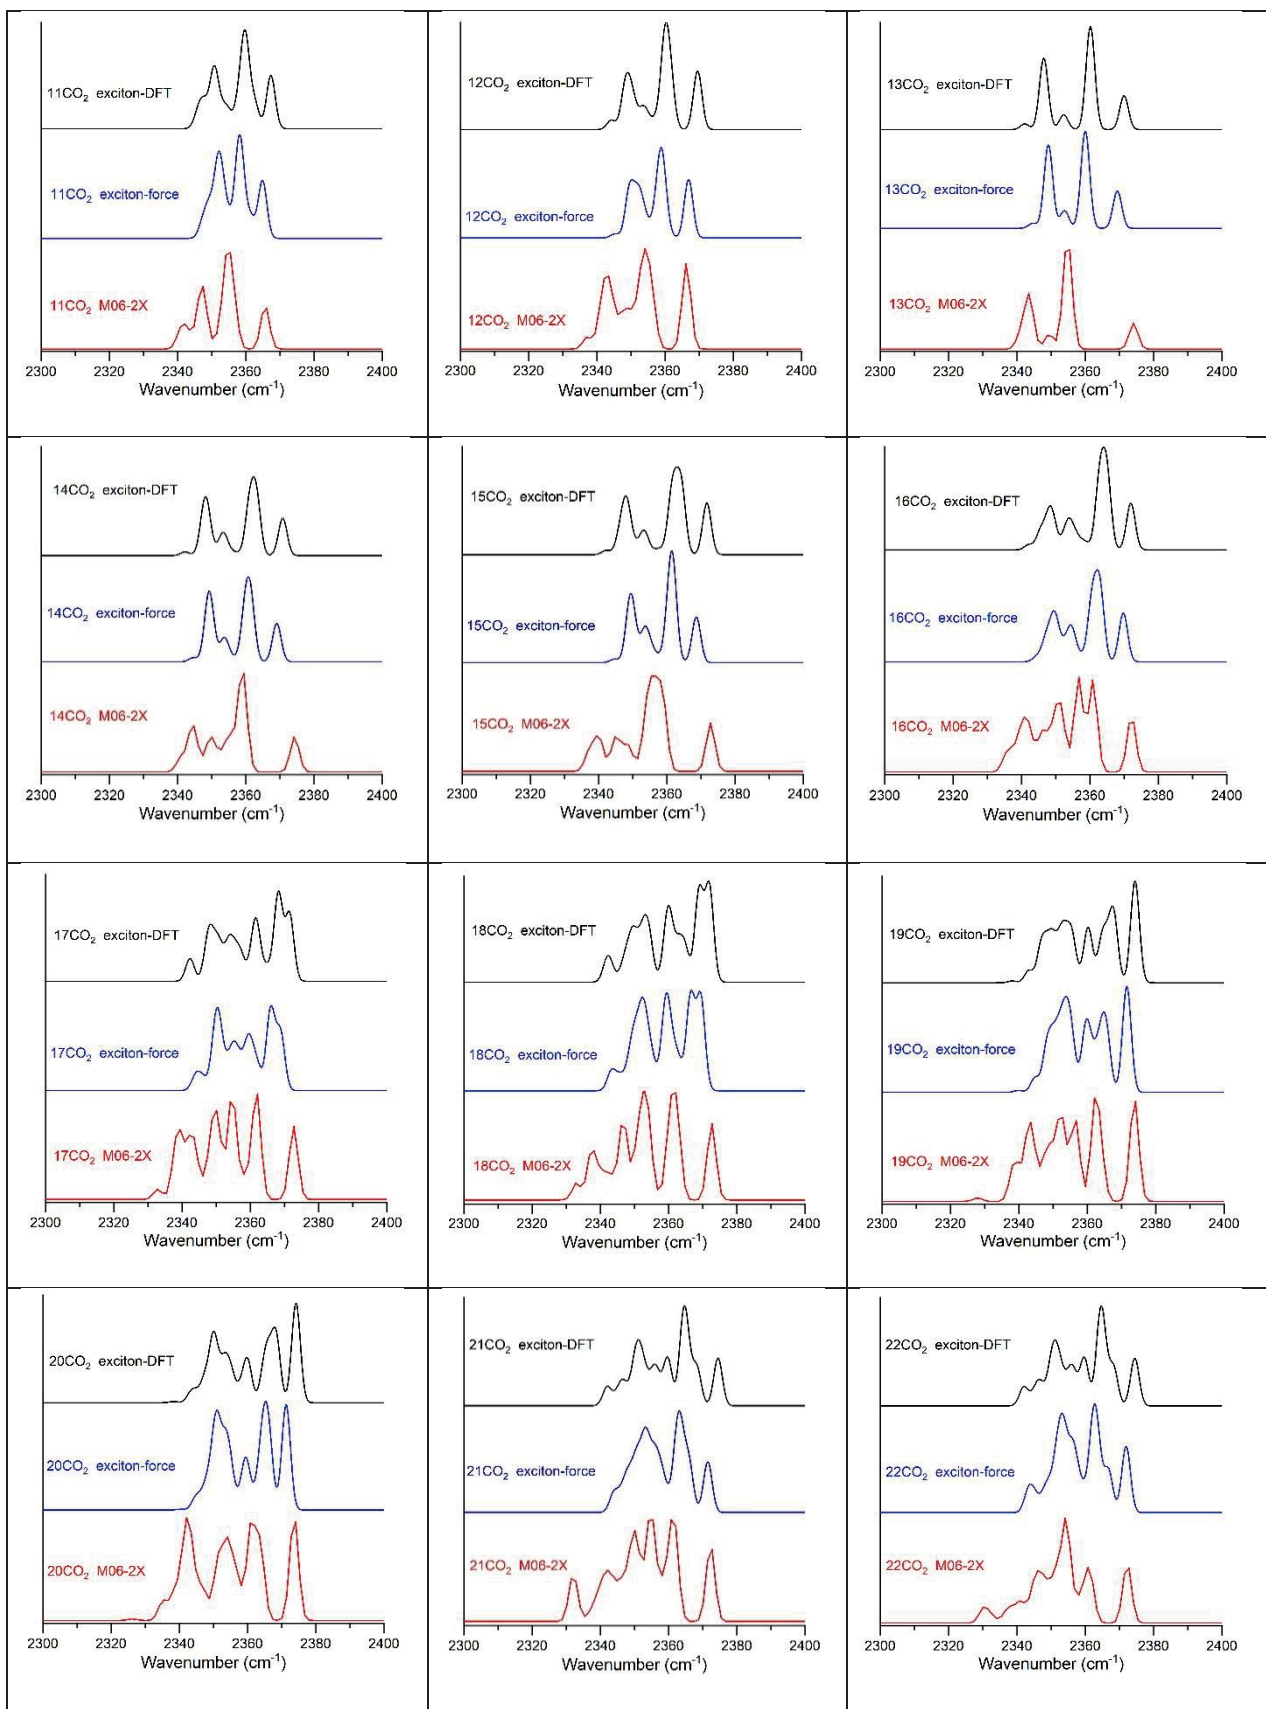 11CO₂ exciton-DFT
11CO₂ exciton-force
11CO₂ M06-2X
2300 2320 2340 2360 2380 2400
Wavenumber (cm⁻¹)
12CO₂ exciton-DFT
12CO₂ exciton-force
12CO₂ M06-2X
2300 2320 2340 2360 2380 2400
Wavenumber (cm⁻¹)
13CO₂ exciton-DFT
13CO₂ exciton-force
13CO₂ M06-2X
2300 2320 2340 2360 2380 2400
Wavenumber (cm⁻¹)
14CO₂ exciton-DFT
14CO₂ exciton-force
14CO₂ M06-2X
2300 2320 2340 2360 2380 2400
Wavenumber (cm⁻¹)
15CO₂ exciton-DFT
15CO₂ exciton-force
15CO₂ M06-2X
2300 2320 2340 2360 2380 2400
Wavenumber (cm⁻¹)
16CO₂ exciton-DFT
16CO₂ exciton-force
16CO₂ M06-2X
2300 2320 2340 2360 2380 2400
Wavenumber (cm⁻¹)
17CO₂ exciton-DFT
17CO₂ exciton-force
17CO₂ M06-2X
2300 2320 2340 2360 2380 2400
Wavenumber (cm⁻¹)
18CO₂ exciton-DFT
18CO₂ exciton-force
18CO₂ M06-2X
2300 2320 2340 2360 2380 2400
Wavenumber (cm⁻¹)
19CO₂ exciton-DFT
19CO₂ exciton-force
19CO₂ M06-2X
2300 2320 2340 2360 2380 2400
Wavenumber (cm⁻¹)
20CO₂ exciton-DFT
20CO₂ exciton-force
20CO₂ M06-2X
2300 2320 2340 2360 2380 2400
Wavenumber (cm⁻¹)
21CO₂ exciton-DFT
21CO₂ exciton-force
21CO₂ M06-2X
2300 2320 2340 2360 2380 2400
Wavenumber (cm⁻¹)
22CO₂ exciton-DFT
22CO₂ exciton-force
22CO₂ M06-2X
2300 2320 2340 2360 2380 2400
Wavenumber (cm⁻¹)